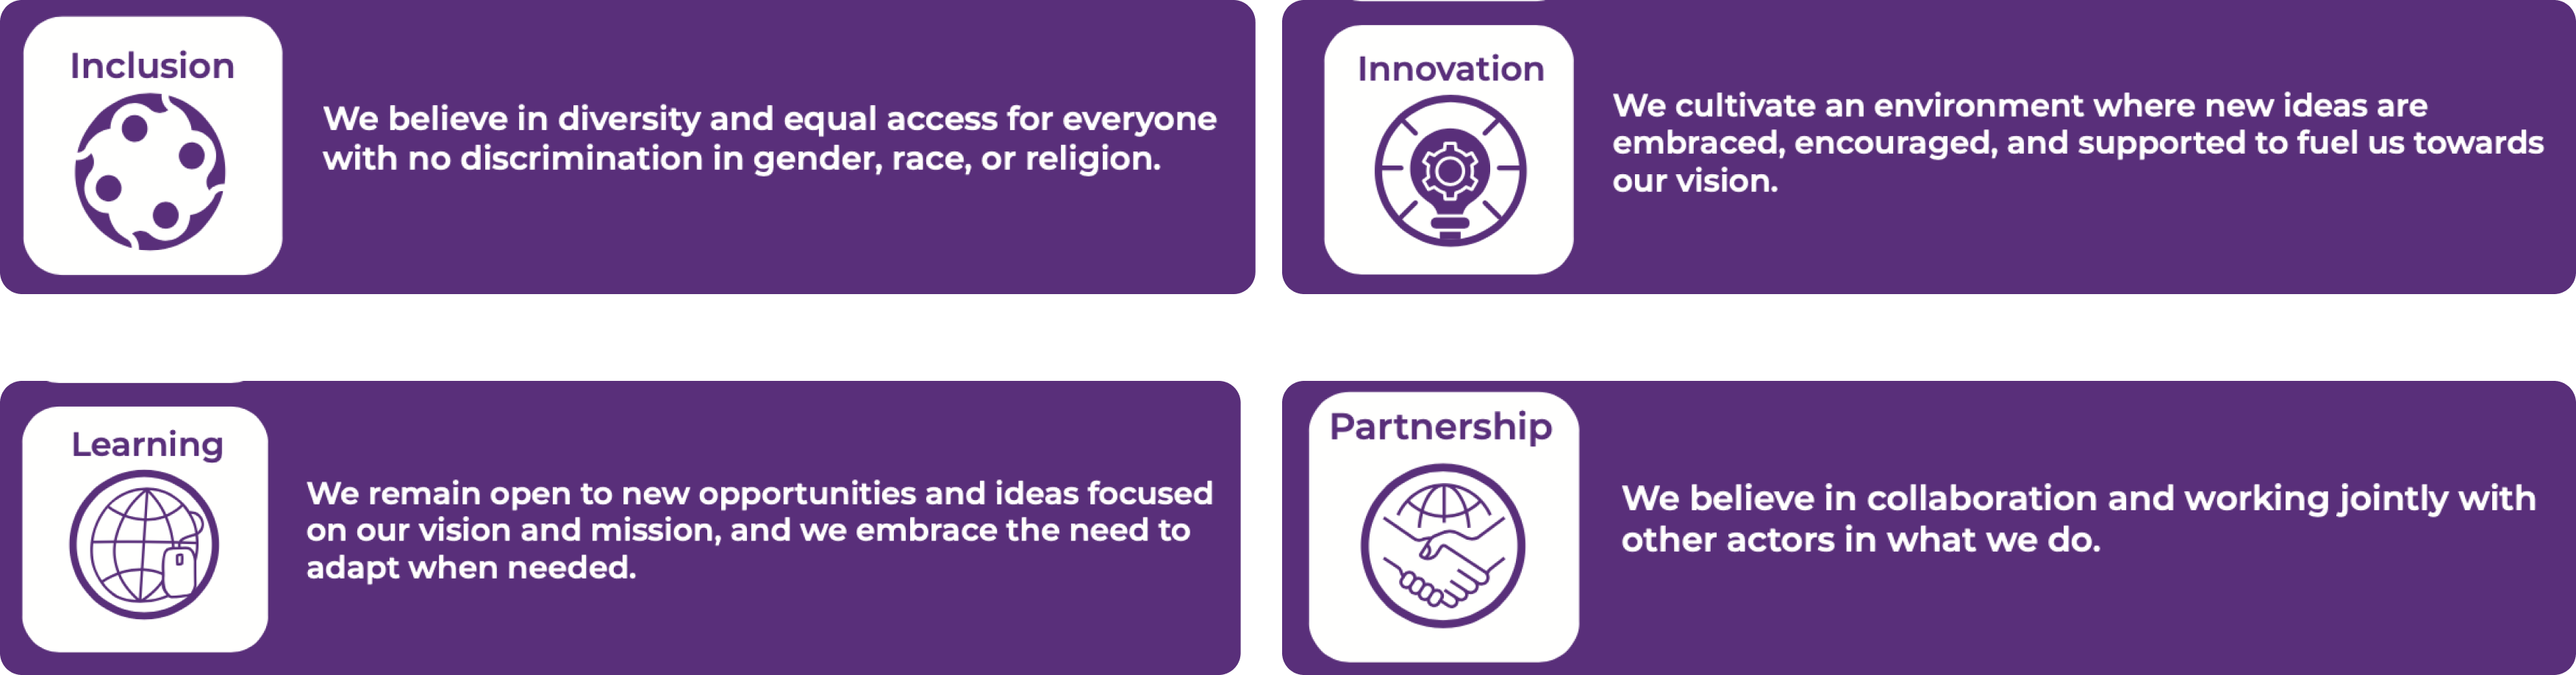 Inclusion
We believe in diversity and equal access for everyone
with no discrimination in gender, race, or religion.
Innovation
We cultivate an environment where new ideas are
embraced, encouraged, and supported to fuel us towards
our vision.
Learning
We remain open to new opportunities and ideas focused
on our vision and mission, and we embrace the need to
adapt when needed.
Partnership
We believe in collaboration and working jointly with
other actors in what we do.